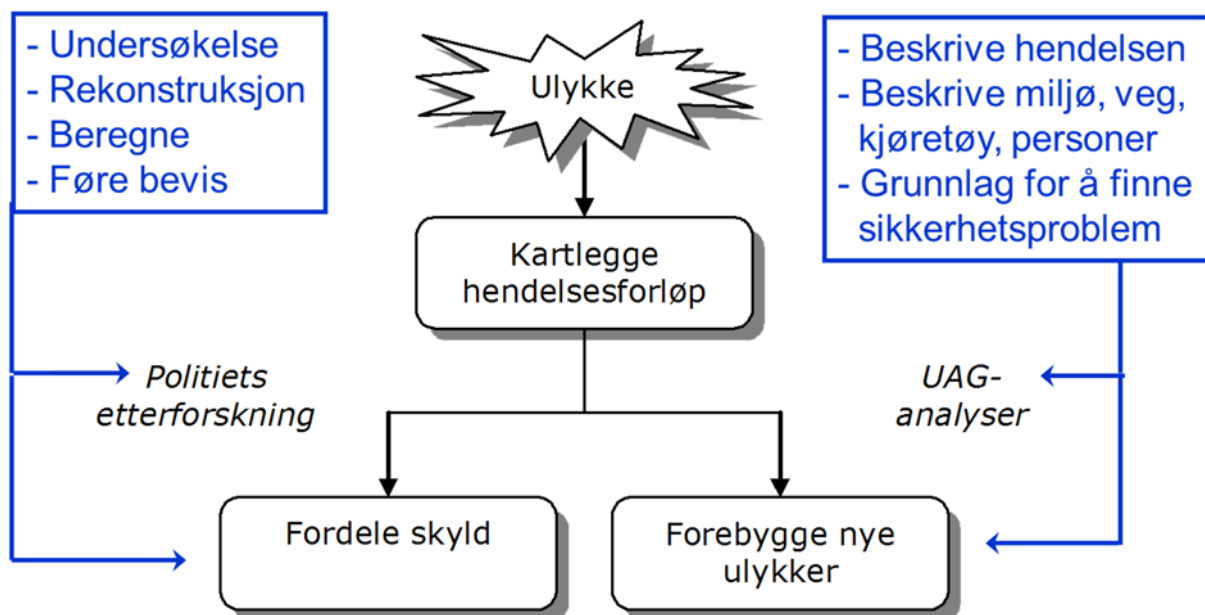 - Undersøkelse
- Rekonstruksjon
- Beregne
- Føre bevis
Ulykke
- Beskrive hendelsen
- Beskrive miljø, veg,
kjøretøy, personer
- Grunnlag for å finne
sikkerhetsproblem
Kartlegge
hendelsesforløp
Politiets
etterforskning
UAG-
analyser
Fordele skyld
Forebygge nye
ulykker